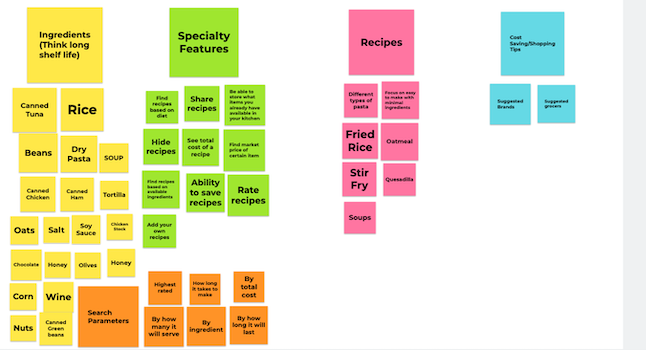 Ingredients
(Think long
shelf life)
Canned
Tuna
Rice
Beans
Dry
Pasta
SOUP
Canned
Chicken
Canned
Ham
Tortilla
Oats
Salt
Soy
Sauce
Chicken
Stock
Chocolate
Honey
Olives
Honey
Corn
Wine
Nuts
Canned
Green
beans
Specialty
Features
Find
recipes
based on
diet
Share
recipes
Be able to
store what
items you
already have
available in
your kitchen
Hide
recipes
See total
cost of a
recipe
Find market
price of
certain item
Find recipes
based on
available
ingredients
Ability
to save
recipes
Rate
recipes
Add your
own
recipes
Search
Parameters
Highest
rated
How long
it takes to
make
By
total
cost
By how
many it
will serve
By
ingredient
By how
long it will
last
Recipes
Different
types of
pasta
Focus on easy
to make with
minimal
ingredients
Fried
Rice
Oatmeal
Stir
Fry
Quesadilla
Soups
Cost
Saving/Shopping
Tips
Suggested
Brands
Suggested
grocers